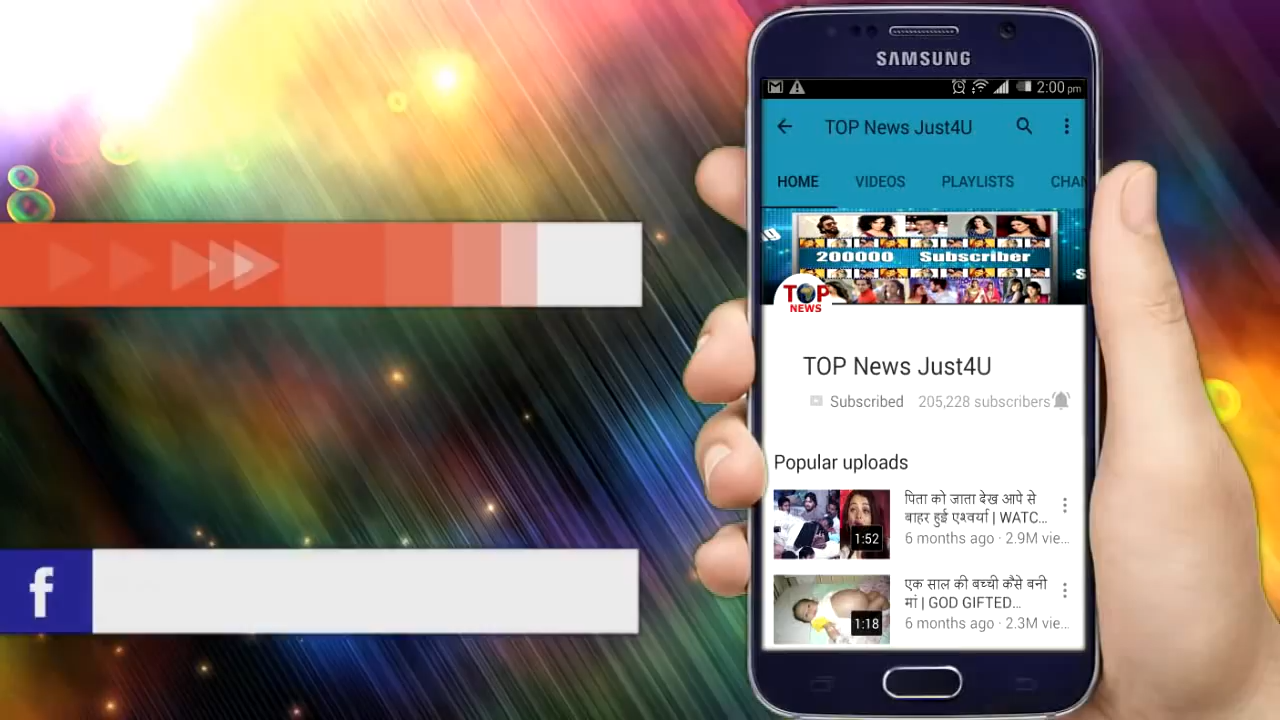 SAMSUNG
2:00 pm
TOP News Just4U
HOME VIDEOS PLAYLISTS CHAN
200000 Subscriber
TOP
NEWS
TOP News Just4U
Subscribed 205,228 subscribers
Popular uploads
पिता को जाता देख आपे से
बाहर हुई एश्वर्या | WATC...
6 months ago · 2.9M vie...
1:52
एक साल की बच्ची कैसे बनी
मां | GOD GIFTED...
6 months ago · 2.3M vie...
1:18
f